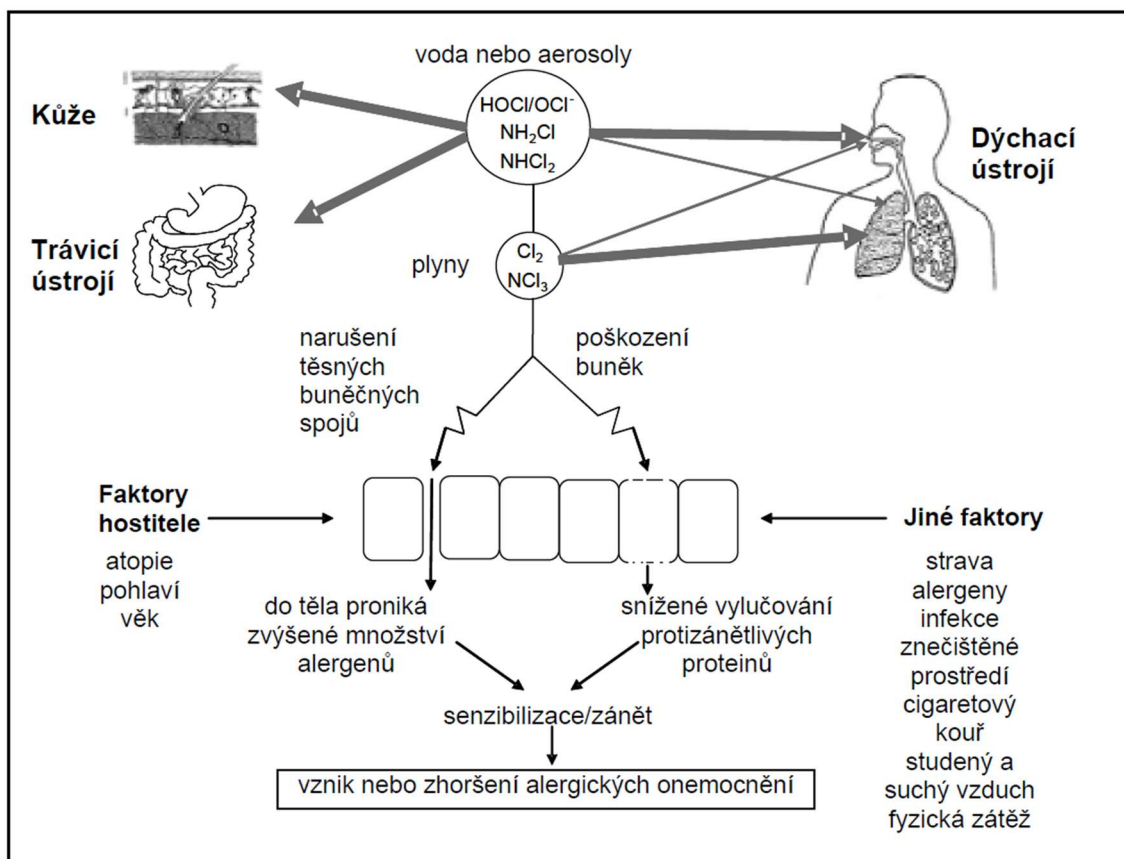 voda nebo aerosoly
HOCl/OCl⁻
NH₂Cl
NHCl₂
Kůže
Dýchací
ústrojí
Trávicí
ústrojí
plyny
Cl₂
NCl₃
narušení
těsných
buněčných
spojů
poškození
buněk
Faktory
hostitele
atopie
pohlaví
věk
Jiné faktory
strava
alergeny
infekce
znečištěné
prostředí
cigaretový
kouř
studený a
suchý vzduch
fyzická zátěž
do těla proniká
zvýšené množství
alergenů
snížené vylučování
protizánětlivých
proteinů
senzibilizace/zánět
vznik nebo zhoršení alergických onemocnění